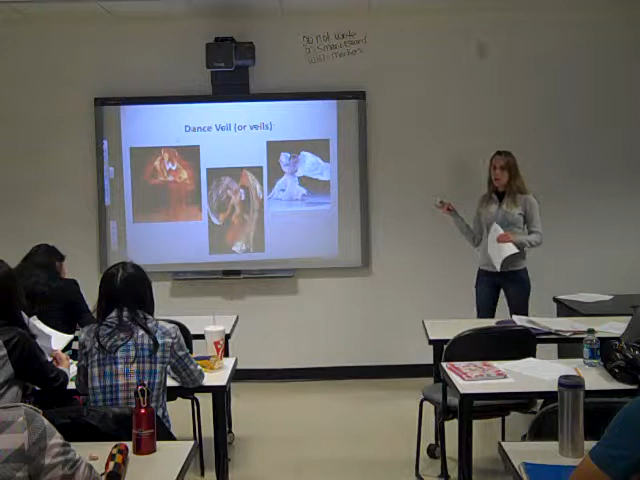 Do not write
on Smartboard
with markers
Dance Veil (or veils)